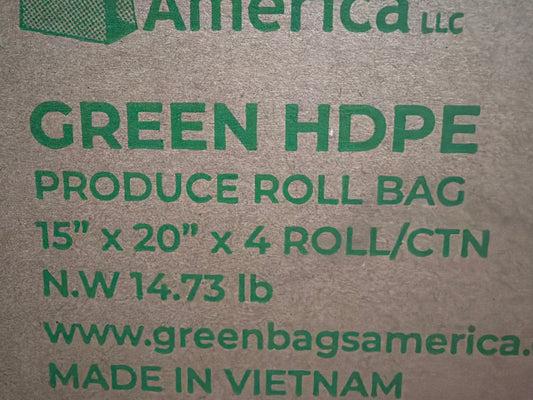 America LLC
GREEN HDPE
PRODUCE ROLL BAG
15” x 20” x 4 ROLL/CTN
N.W 14.73 lb
www.greenbagsamerica.
MADE IN VIETNAM